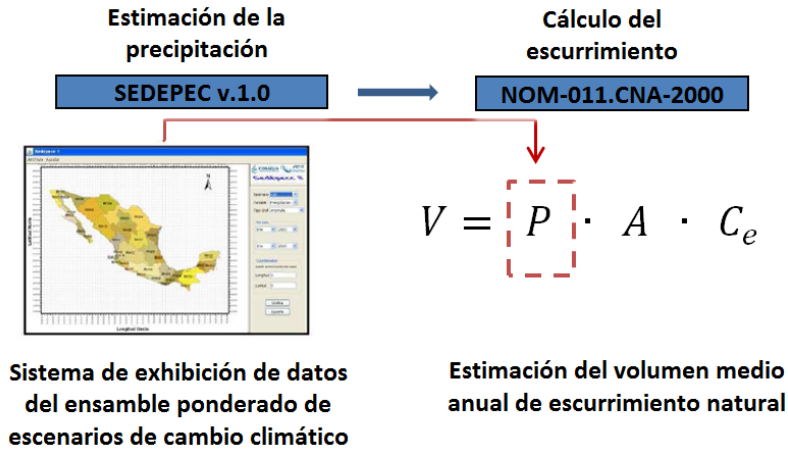 Estimación de la
precipitación
SEDEPEC v.1.0
Cálculo del
escurrimiento
NOM-011.CNA-2000
V = P · A · Cₑ
Sistema de exhibición de datos
del ensamble ponderado de
escenarios de cambio climático
Estimación del volumen medio
anual de escurrimiento natural